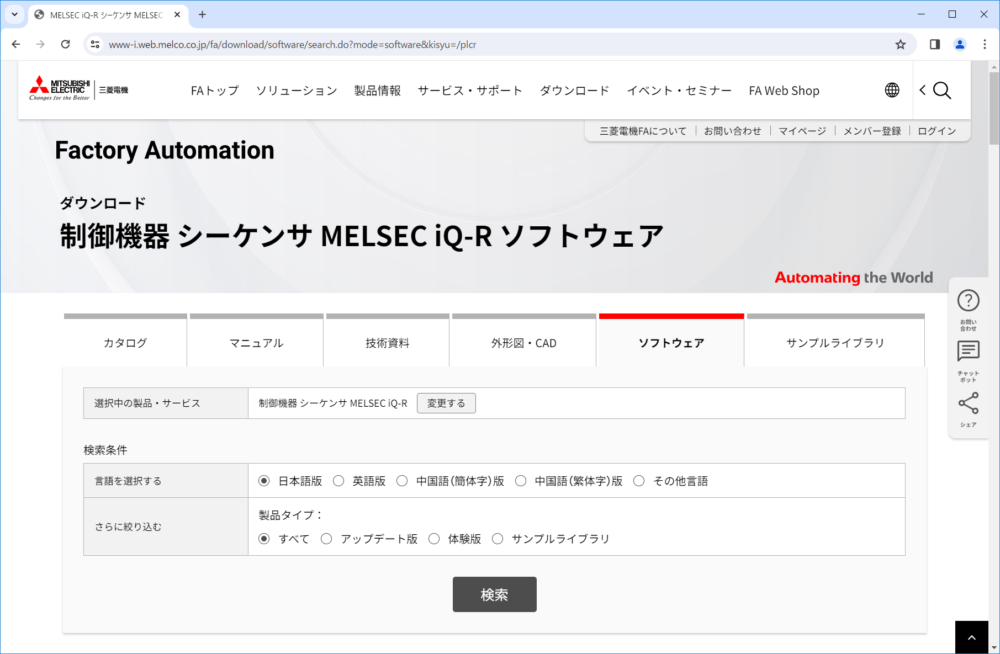 MELSEC iQ-R シーケンサ MELSEC
www-i.web.melco.co.jp/fa/download/software/search.do?mode=software&kisyu=/plcr
MITSUBISHI ELECTRIC
Changes for the Better
三菱電機
FAトップ ソリューション 製品情報 サービス・サポート ダウンロード イベント・セミナー FA Web Shop
三菱電機FAについて お問い合わせ マイページ メンバー登録 ログイン
Factory Automation
ダウンロード
制御機器 シーケンサ MELSEC iQ-R ソフトウェア
Automating the World
お問い
合わせ
チャット
ボット
シェア
カタログ マニュアル 技術資料 外形図・CAD ソフトウェア サンプルライブラリ
選択中の製品・サービス 制御機器 シーケンサ MELSEC iQ-R 変更する
検索条件
言語を選択する 日本語版 英語版 中国語(簡体字)版 中国語(繁体字)版 その他言語
さらに絞り込む
製品タイプ：
すべて アップデート版 体験版 サンプルライブラリ
検索